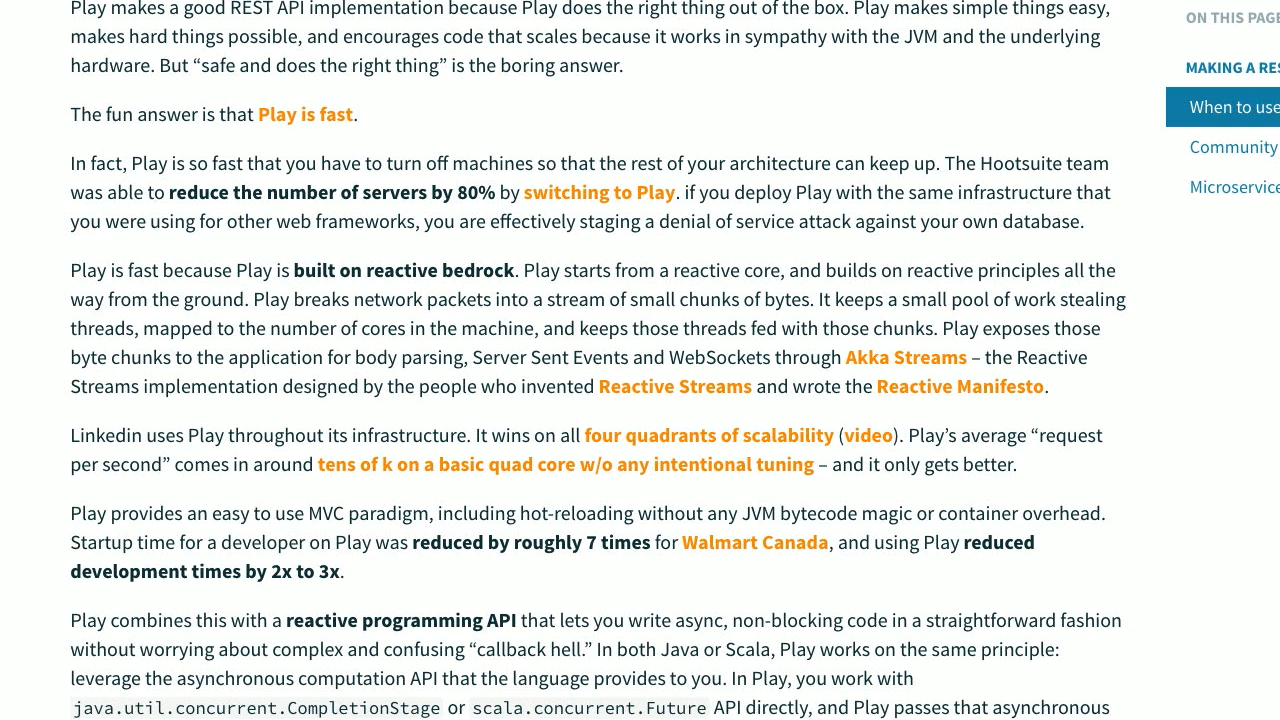 Play makes a good REST API implementation because Play does the right thing out of the box. Play makes simple things easy,
makes hard things possible, and encourages code that scales because it works in sympathy with the JVM and the underlying
hardware. But “safe and does the right thing” is the boring answer.
The fun answer is that Play is fast.
In fact, Play is so fast that you have to turn off machines so that the rest of your architecture can keep up. The Hootsuite team
was able to reduce the number of servers by 80% by switching to Play. if you deploy Play with the same infrastructure that
you were using for other web frameworks, you are effectively staging a denial of service attack against your own database.
Play is fast because Play is built on reactive bedrock. Play starts from a reactive core, and builds on reactive principles all the
way from the ground. Play breaks network packets into a stream of small chunks of bytes. It keeps a small pool of work stealing
threads, mapped to the number of cores in the machine, and keeps those threads fed with those chunks. Play exposes those
byte chunks to the application for body parsing, Server Sent Events and WebSockets through Akka Streams – the Reactive
Streams implementation designed by the people who invented Reactive Streams and wrote the Reactive Manifesto.
Linkedin uses Play throughout its infrastructure. It wins on all four quadrants of scalability (video). Play’s average “request
per second” comes in around tens of k on a basic quad core w/o any intentional tuning – and it only gets better.
Play provides an easy to use MVC paradigm, including hot-reloading without any JVM bytecode magic or container overhead.
Startup time for a developer on Play was reduced by roughly 7 times for Walmart Canada, and using Play reduced
development times by 2x to 3x.
Play combines this with a reactive programming API that lets you write async, non-blocking code in a straightforward fashion
without worrying about complex and confusing “callback hell.” In both Java or Scala, Play works on the same principle:
leverage the asynchronous computation API that the language provides to you. In Play, you work with
java.util.concurrent.CompletionStage or scala.concurrent.Future API directly, and Play passes that asynchronous
ON THIS PAGE
MAKING A RES
When to use
Community
Microservice